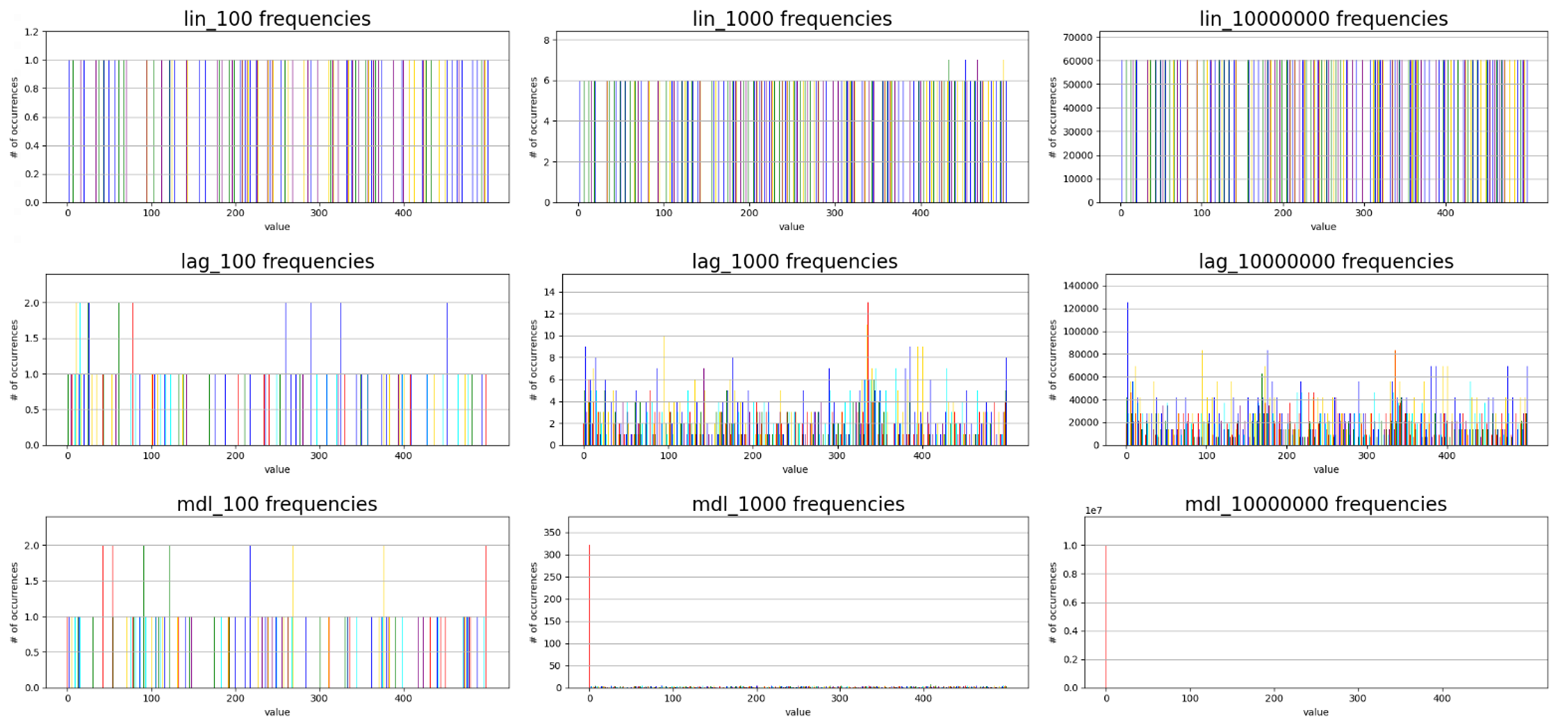 lin_100 frequencies
# of occurrences
1.2
1.0
0.8
0.6
0.4
0.2
0.0
0 100 200 300 400
value
lin_1000 frequencies
# of occurrences
8
6
4
2
0
0 100 200 300 400
value
lin_10000000 frequencies
# of occurrences
70000
60000
50000
40000
30000
20000
10000
0
0 100 200 300 400
value
lag_100 frequencies
# of occurrences
2.0
1.5
1.0
0.5
0.0
0 100 200 300 400
value
lag_1000 frequencies
# of occurrences
14
12
10
8
6
4
2
0
0 100 200 300 400
value
lag_10000000 frequencies
# of occurrences
140000
120000
100000
80000
60000
40000
20000
0
0 100 200 300 400
value
mdl_100 frequencies
# of occurrences
2.0
1.5
1.0
0.5
0.0
0 100 200 300 400
value
mdl_1000 frequencies
# of occurrences
350
300
250
200
150
100
50
0
0 100 200 300 400
value
mdl_10000000 frequencies
1e7
# of occurrences
1.0
0.8
0.6
0.4
0.2
0.0
0 100 200 300 400
value